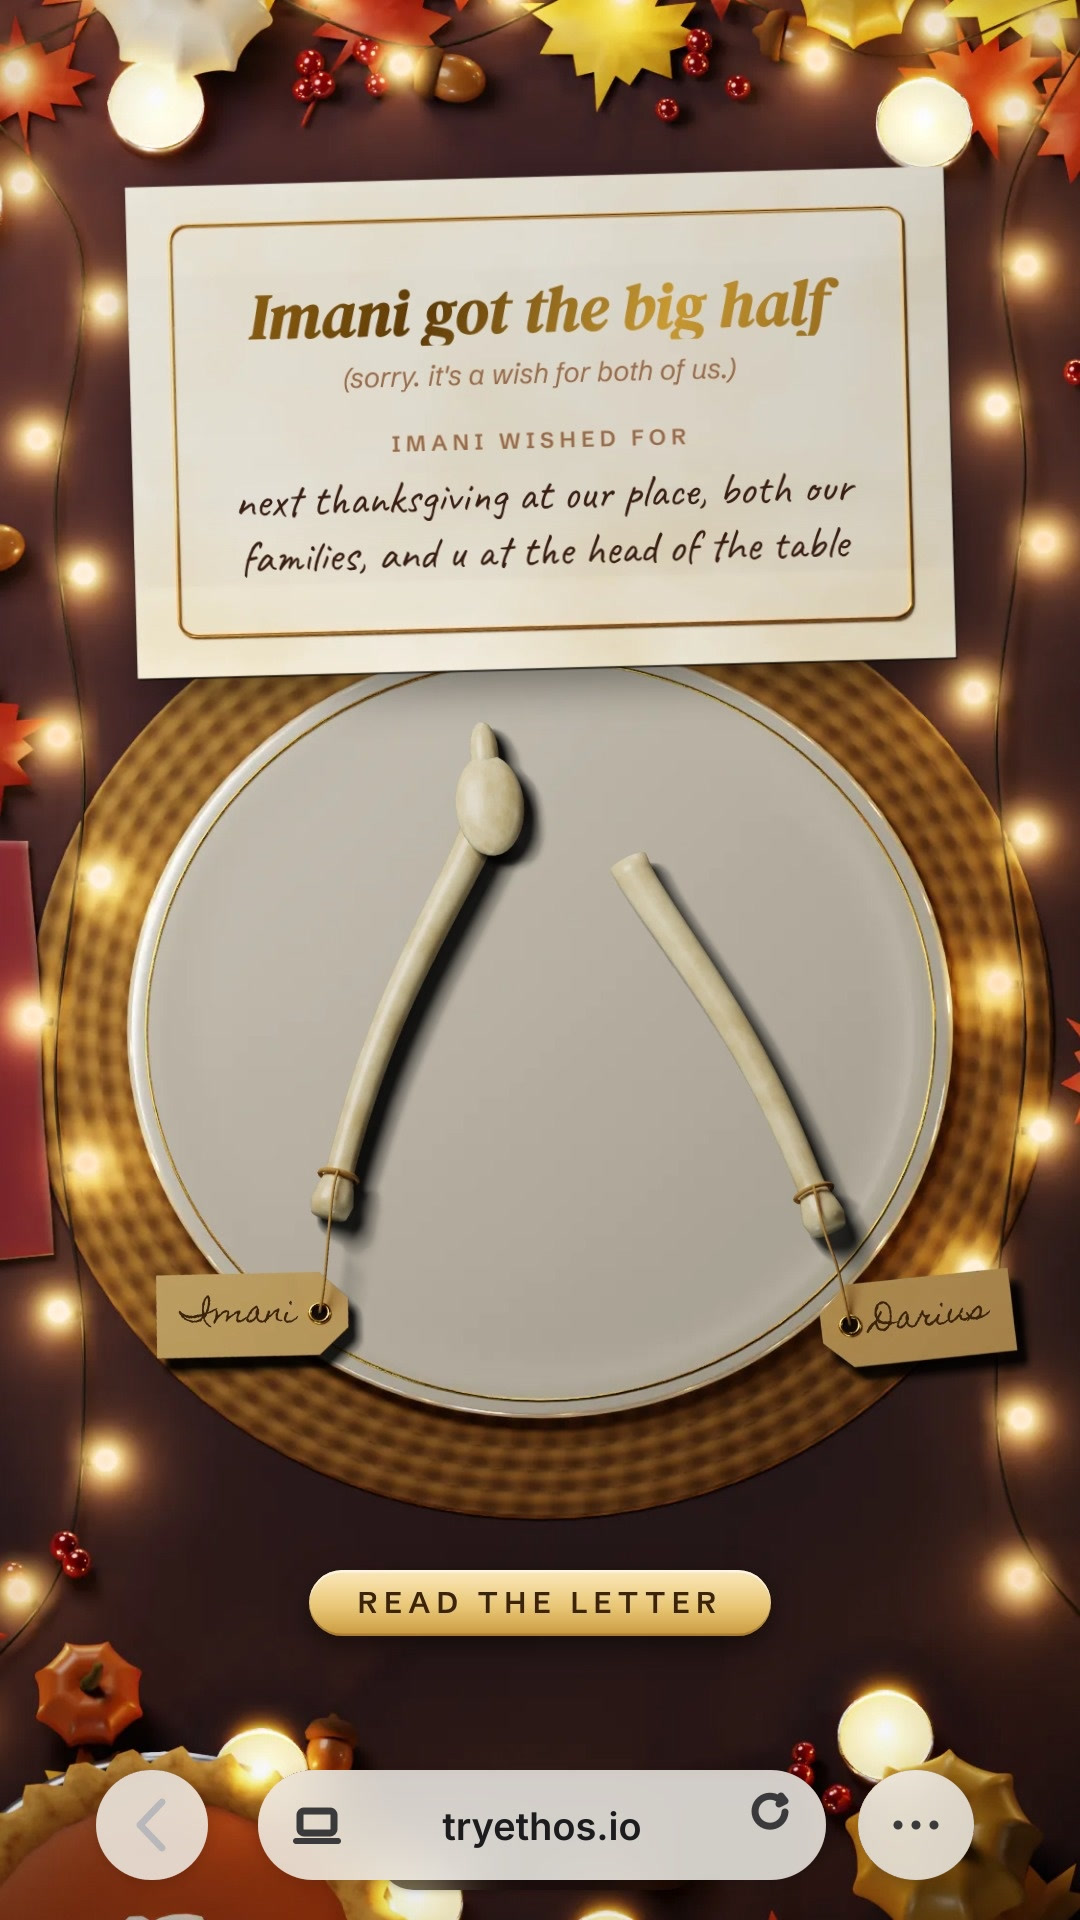 Imani got the big half
(sorry. it's a wish for both of us.)
IMANI WISHED FOR
next thanksgiving at our place, both our
families, and u at the head of the table
Imani
Darius
READ THE LETTER
tryethos.io